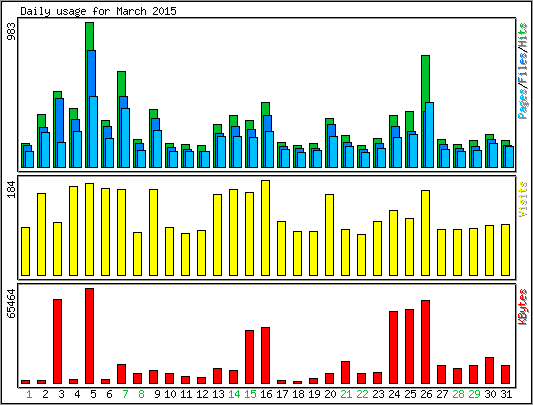 Daily usage for March 2015
983
Pages/Files/Hits
184
Visits
65464
KBytes
1 2 3 4 5 6 7 8 9 10 11 12 13 14 15 16 17 18 19 20 21 22 23 24 25 26 27 28 29 30 31